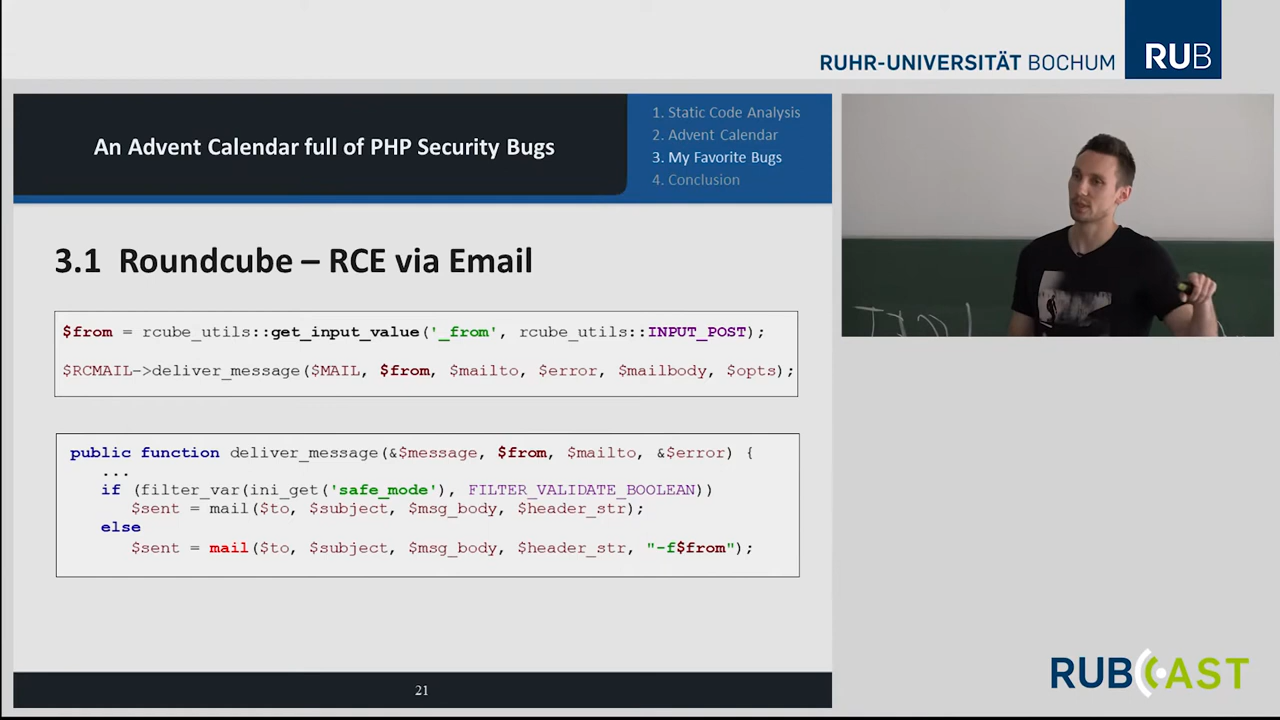 RUHR-UNIVERSITÄT BOCHUM
RUB
An Advent Calendar full of PHP Security Bugs
1. Static Code Analysis
2. Advent Calendar
3. My Favorite Bugs
4. Conclusion
3.1 Roundcube – RCE via Email
$from = rcube_utils::get_input_value('_from', rcube_utils::INPUT_POST);
$RCMAIL->deliver_message($MAIL, $from, $mailto, $error, $mailbody, $opts);
public function deliver_message(&$message, $from, $mailto, &$error) {
...
if (filter_var(ini_get('safe_mode'), FILTER_VALIDATE_BOOLEAN))
$sent = mail($to, $subject, $msg_body, $header_str);
else
$sent = mail($to, $subject, $msg_body, $header_str, "-f$from");
21
RUBCAST